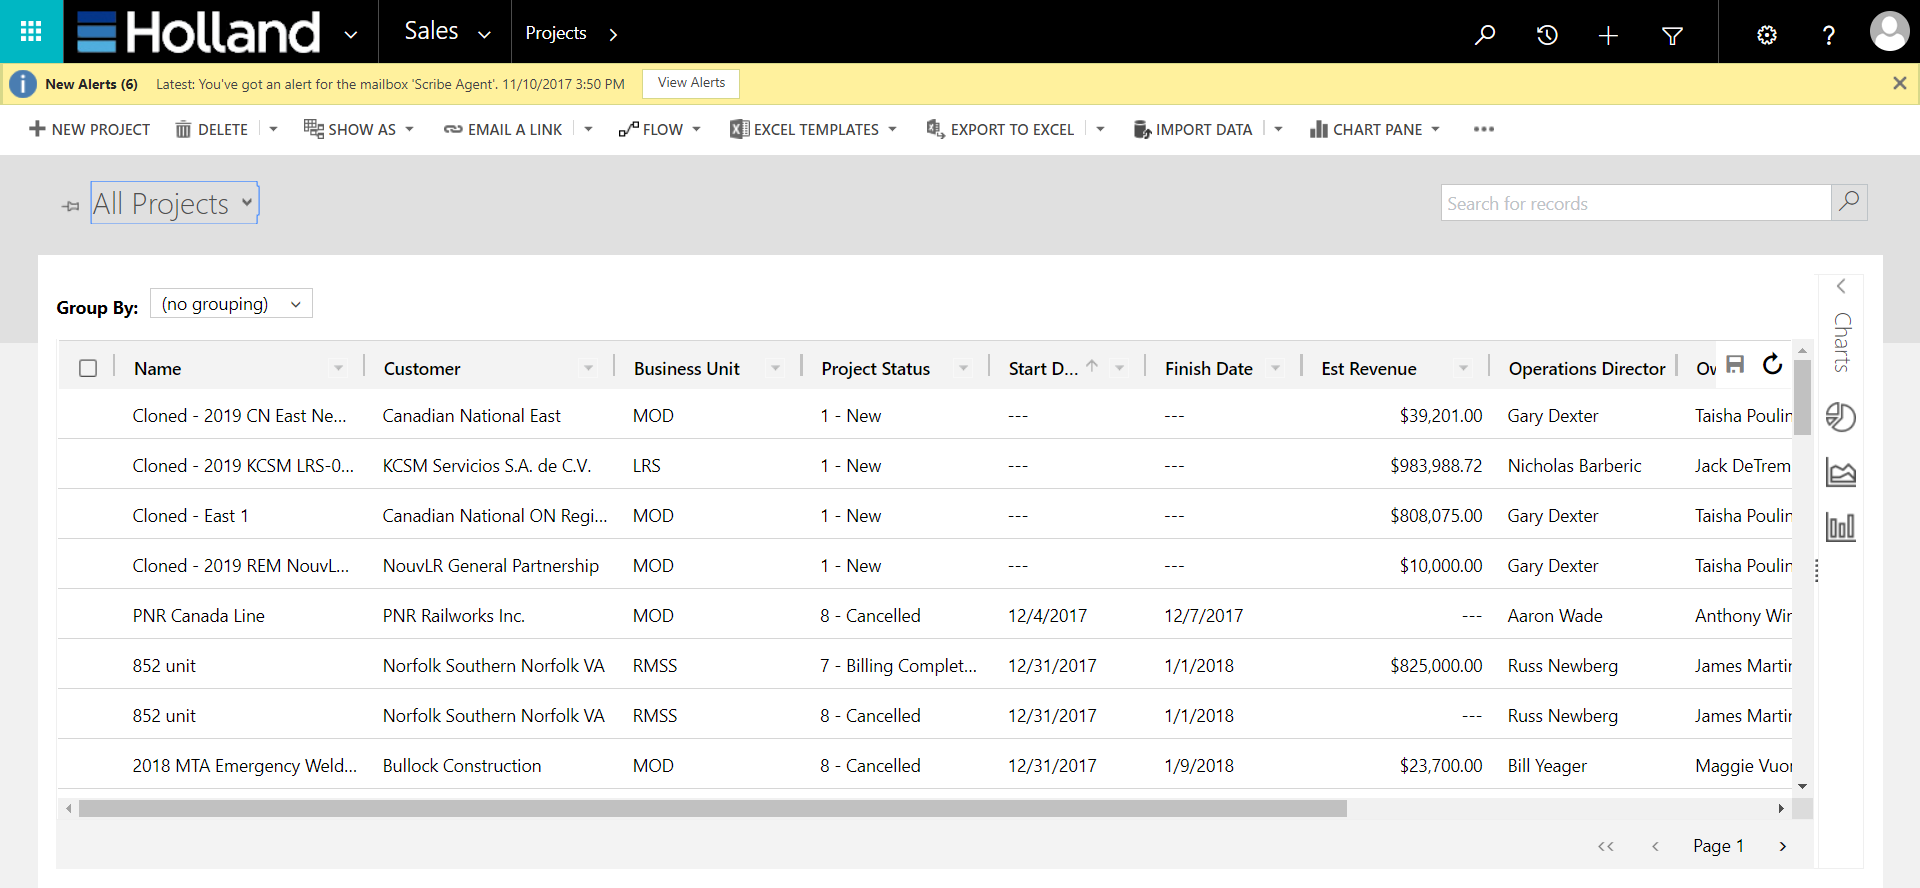 Holland Sales Projects
New Alerts (6) Latest: You've got an alert for the mailbox 'Scribe Agent'. 11/10/2017 3:50 PM View Alerts
NEW PROJECT DELETE SHOW AS EMAIL A LINK FLOW EXCEL TEMPLATES EXPORT TO EXCEL IMPORT DATA CHART PANE
All Projects Search for records
Group By: (no grouping)
Charts
Name Customer Business Unit Project Status Start D... Finish Date Est Revenue Operations Director Ow
Cloned - 2019 CN East Ne... Canadian National East MOD 1 - New --- --- $39,201.00 Gary Dexter Taisha Poulin
Cloned - 2019 KCSM LRS-0... KCSM Servicios S.A. de C.V. LRS 1 - New --- --- $983,988.72 Nicholas Barberic Jack DeTrem
Cloned - East 1 Canadian National ON Regi... MOD 1 - New --- --- $808,075.00 Gary Dexter Taisha Poulin
Cloned - 2019 REM NouvL... NouvLR General Partnership MOD 1 - New --- --- $10,000.00 Gary Dexter Taisha Poulin
PNR Canada Line PNR Railworks Inc. MOD 8 - Cancelled 12/4/2017 12/7/2017 --- Aaron Wade Anthony Win
852 unit Norfolk Southern Norfolk VA RMSS 7 - Billing Complet... 12/31/2017 1/1/2018 $825,000.00 Russ Newberg James Martin
852 unit Norfolk Southern Norfolk VA RMSS 8 - Cancelled 12/31/2017 1/1/2018 --- Russ Newberg James Martin
2018 MTA Emergency Weld... Bullock Construction MOD 8 - Cancelled 12/31/2017 1/9/2018 $23,700.00 Bill Yeager Maggie Vuo
Page 1